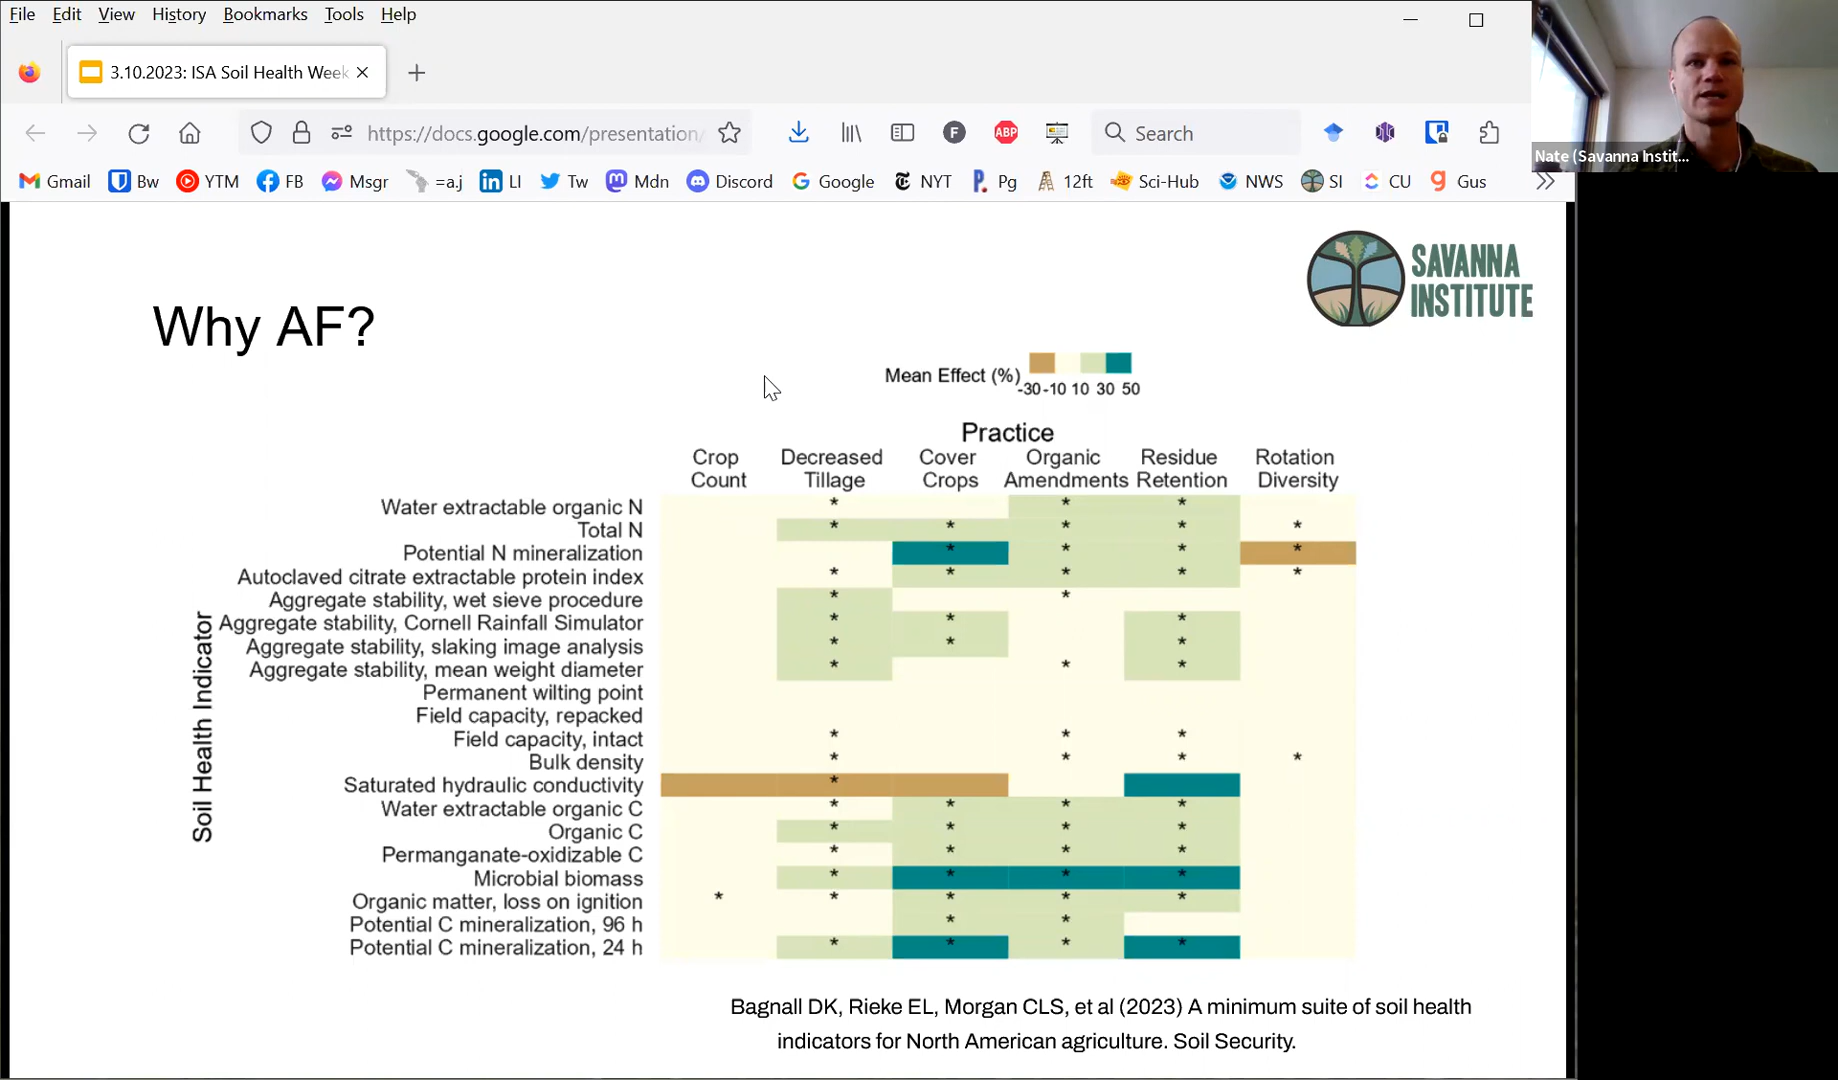 File Edit View History Bookmarks Tools Help
3.10.2023: ISA Soil Health Week
https://docs.google.com/presentation/
F
ABP
Search
Nate (Savanna Instit...
Gmail Bw YTM FB Msgr =a.j LI Tw Mdn Discord Google NYT Pg 12ft Sci-Hub NWS SI CU Gus
SAVANNA
INSTITUTE
Why AF?
Mean Effect (%)
-30 -10 10 30 50
Practice
Crop Decreased Cover Organic Residue Rotation
Count Tillage Crops Amendments Retention Diversity
Soil Health Indicator
Water extractable organic N * * *
Total N * * * * *
Potential N mineralization * * * *
Autoclaved citrate extractable protein index * * * * *
Aggregate stability, wet sieve procedure * *
Aggregate stability, Cornell Rainfall Simulator * * *
Aggregate stability, slaking image analysis * * *
Aggregate stability, mean weight diameter * * *
Permanent wilting point
Field capacity, repacked
Field capacity, intact * * *
Bulk density * * * *
Saturated hydraulic conductivity *
Water extractable organic C * * * *
Organic C * * * *
Permanganate-oxidizable C * * * *
Microbial biomass * * * *
Organic matter, loss on ignition * * * * *
Potential C mineralization, 96 h * *
Potential C mineralization, 24 h * * * *
Bagnall DK, Rieke EL, Morgan CLS, et al (2023) A minimum suite of soil health
indicators for North American agriculture. Soil Security.